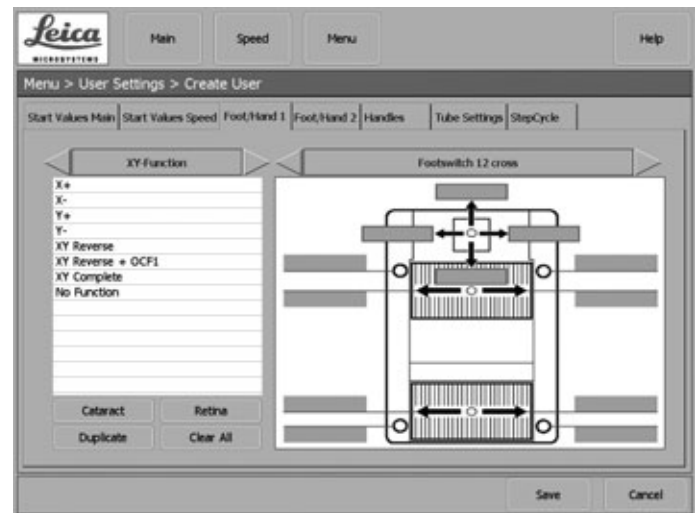 Leica
MICROSYSTEMS
Main
Speed
Menu
Help
Menu > User Settings > Create User
Start Values Main
Start Values Speed
Foot/Hand 1
Foot/Hand 2
Handles
Tube Settings
StepCycle
XY-Function
Footswitch 12 cross
X+
X-
Y+
Y-
XY Reverse
XY Reverse + OCF1
XY Complete
No Function
Cataract
Retina
Duplicate
Clear All
Save
Cancel